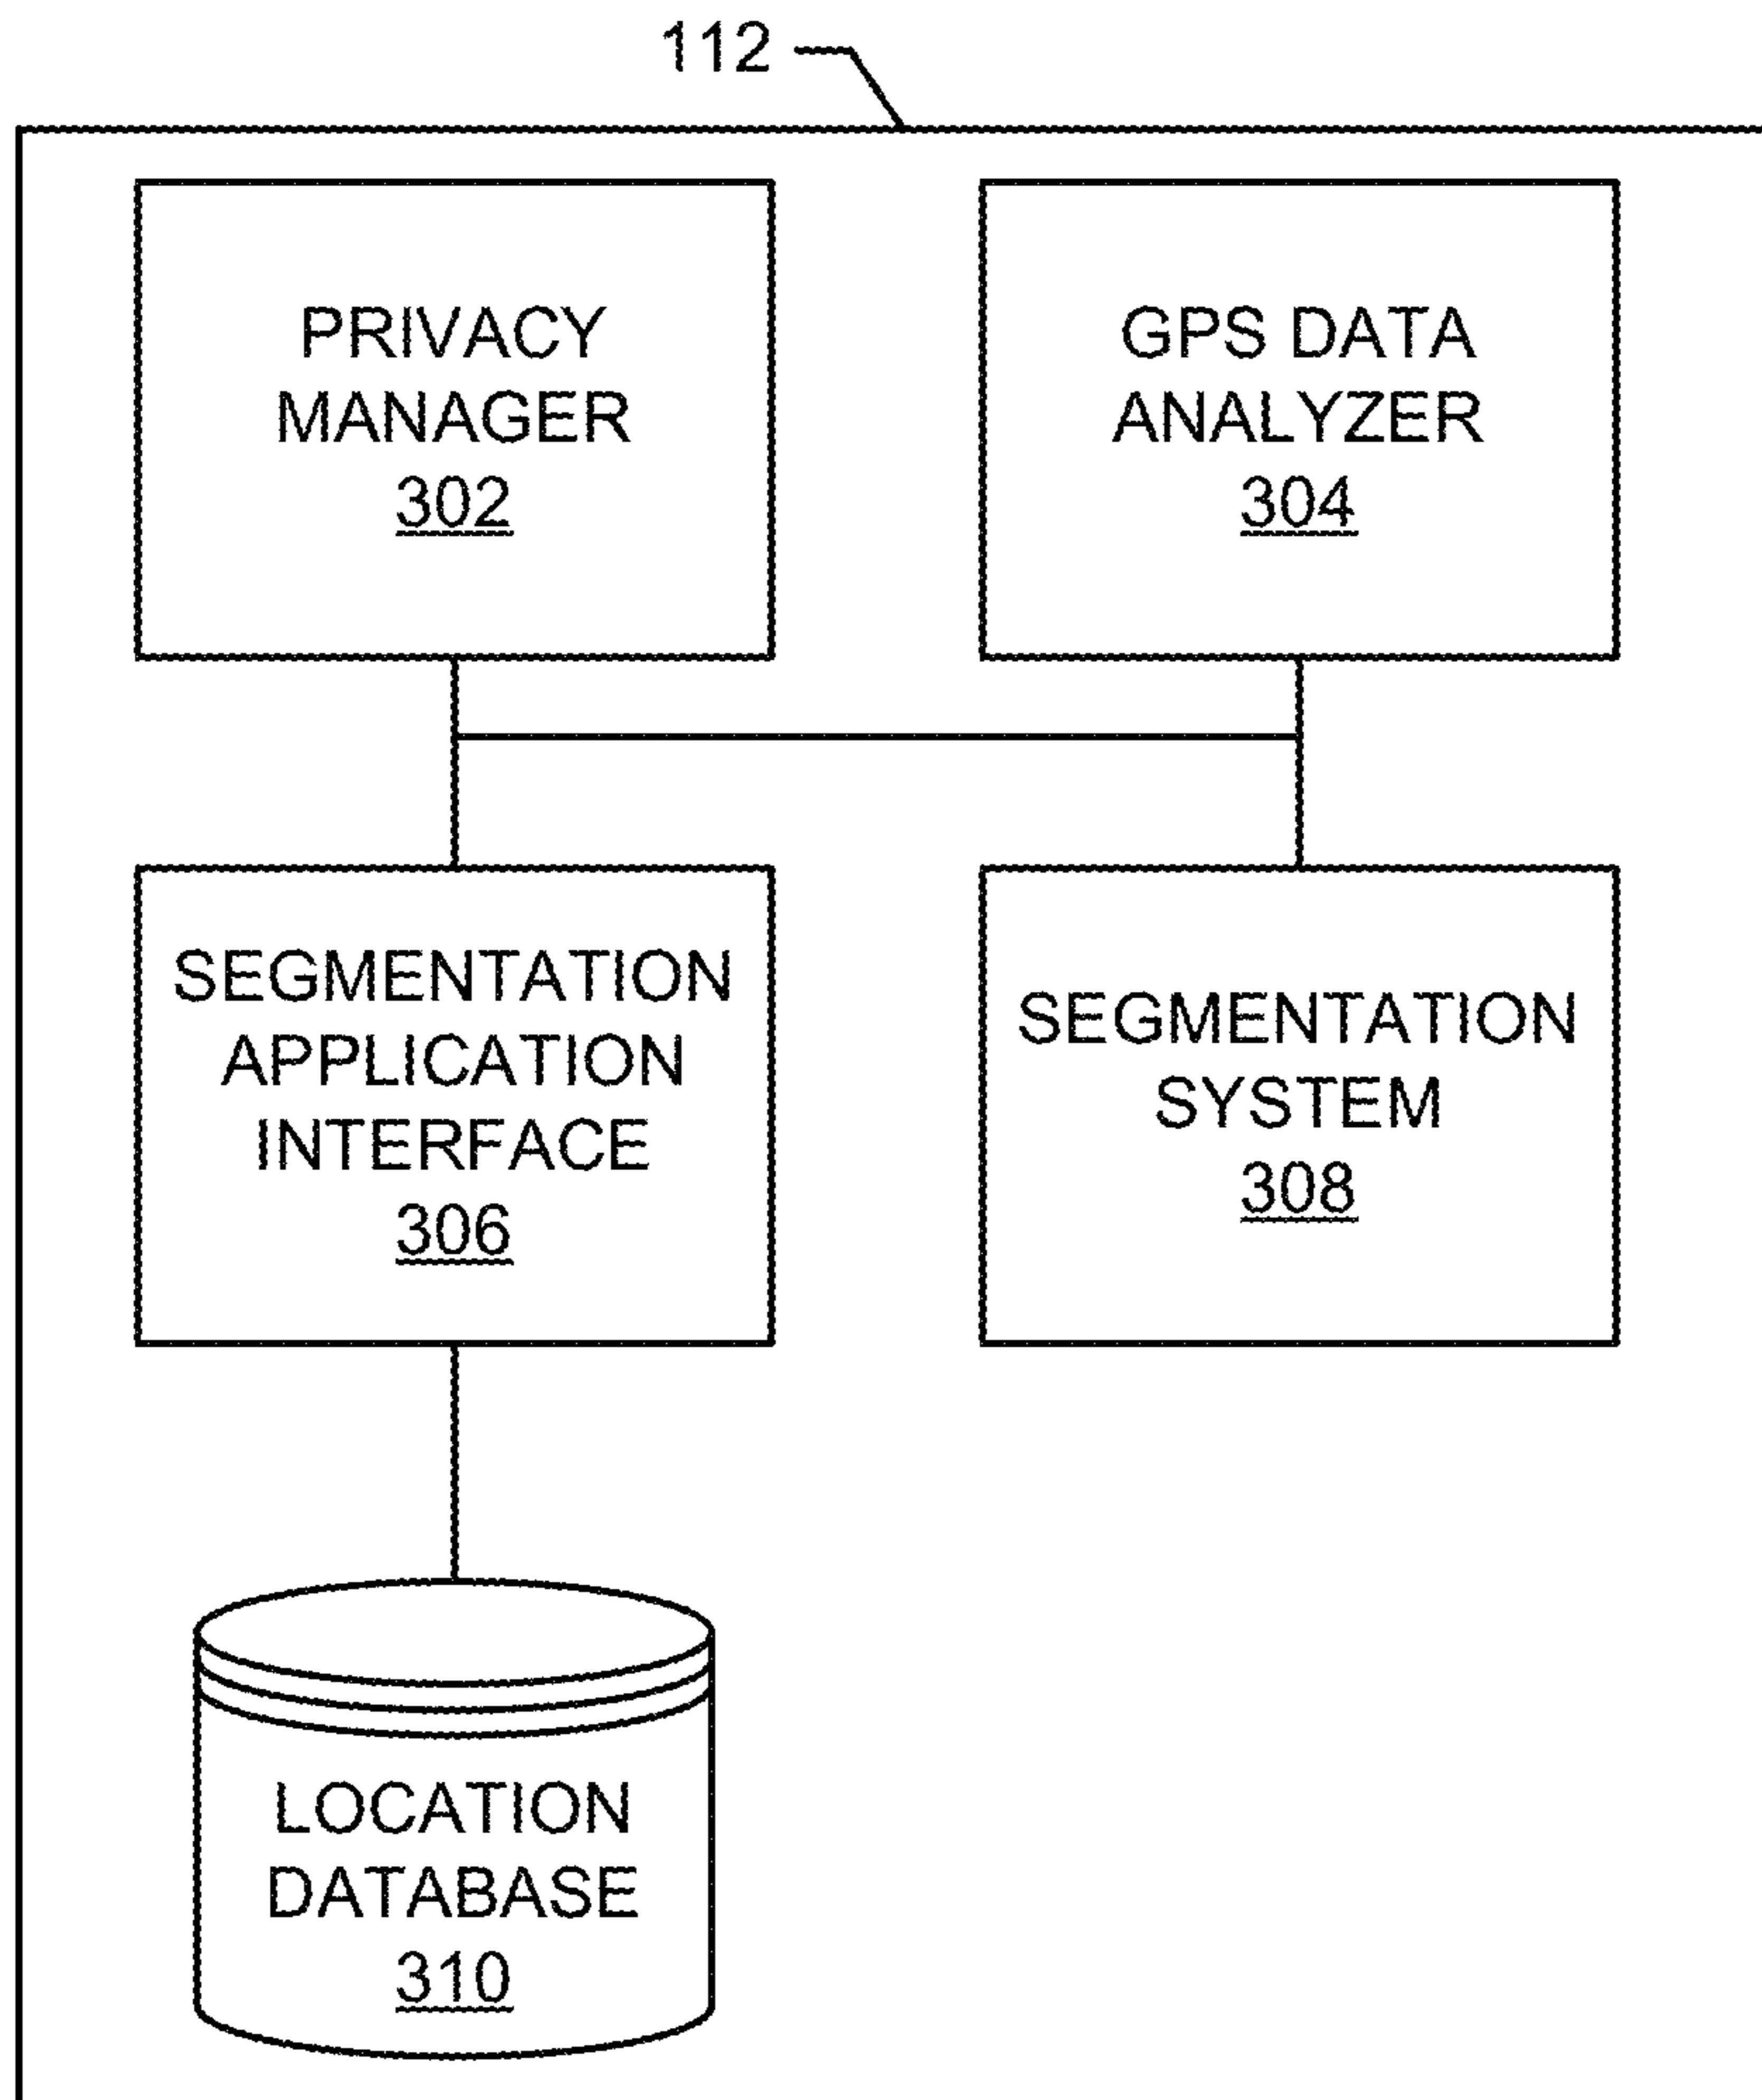 112
PRIVACY
MANAGER
302
GPS DATA
ANALYZER
304
SEGMENTATION
APPLICATION
INTERFACE
306
SEGMENTATION
SYSTEM
308
LOCATION
DATABASE
310